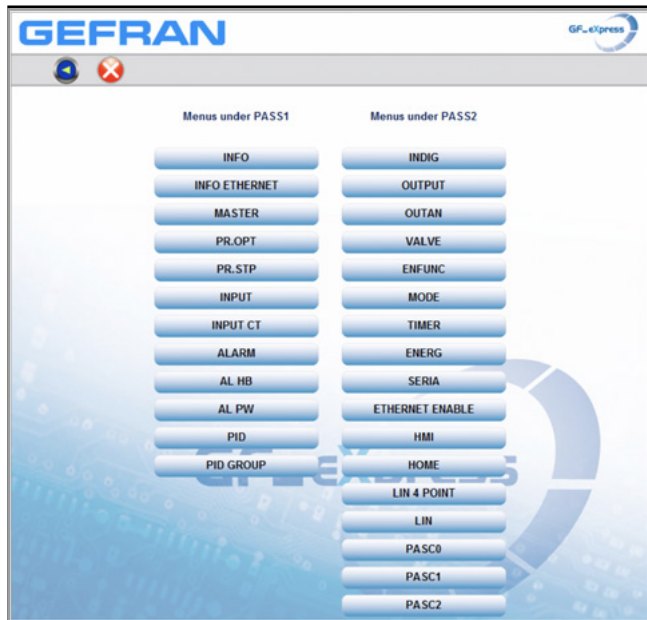 GEFRAN
GF_eXpress
Menus under PASS1
INFO
INFO ETHERNET
MASTER
PR.OPT
PR.STP
INPUT
INPUT CT
ALARM
AL HB
AL PW
PID
PID GROUP
Menus under PASS2
INDIG
OUTPUT
OUTAN
VALVE
ENFUNC
MODE
TIMER
ENERG
SERIA
ETHERNET ENABLE
HMI
HOME
LIN 4 POINT
LIN
PASC0
PASC1
PASC2
GF_eXpress